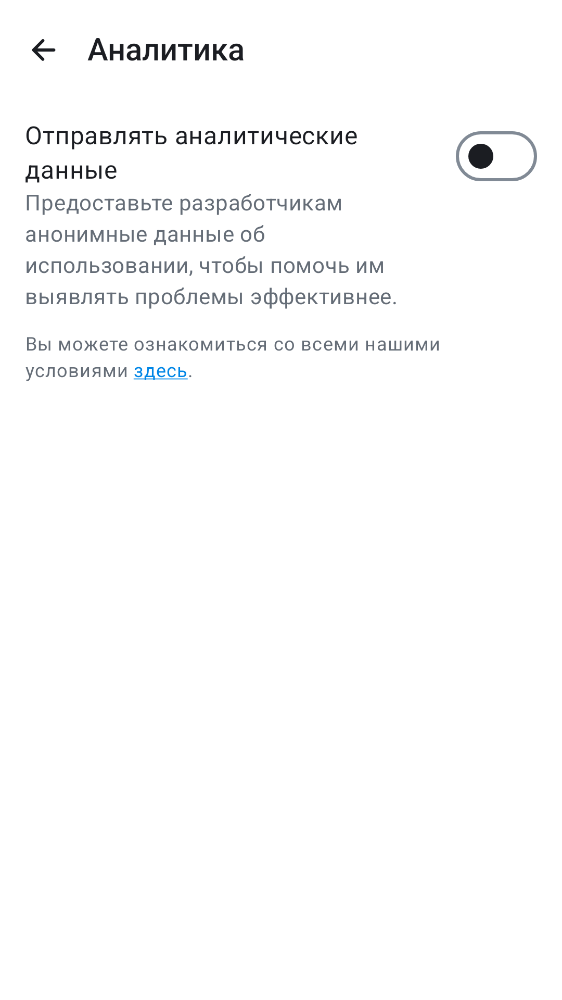 Аналитика
Отправлять аналитические
данные
Предоставьте разработчикам
анонимные данные об
использовании, чтобы помочь им
выявлять проблемы эффективнее.
Вы можете ознакомиться со всеми нашими
условиями здесь.